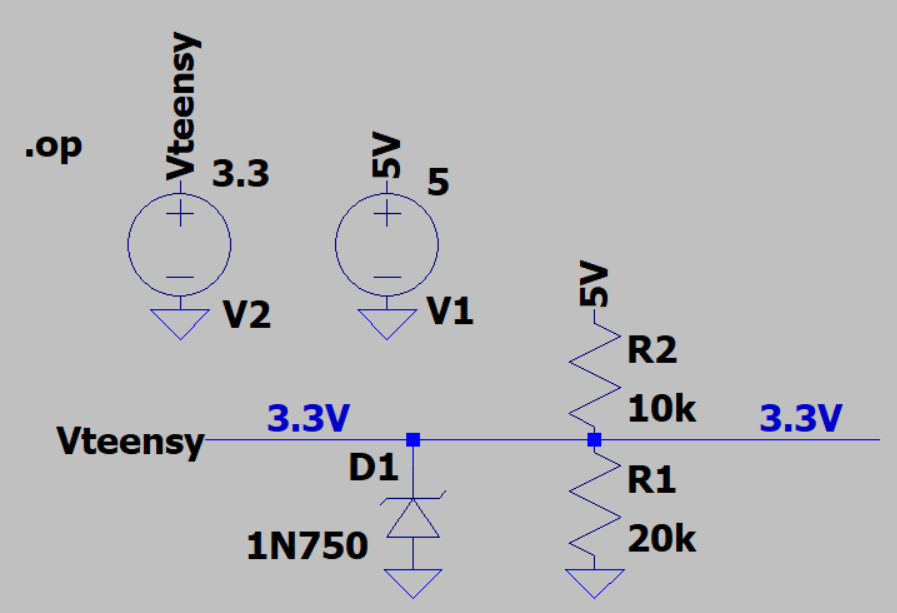 Vteensy
.op
3.3
5V
5
V2
V1
5V
R2
10k
3.3V
3.3V
Vteensy
D1
R1
1N750
20k